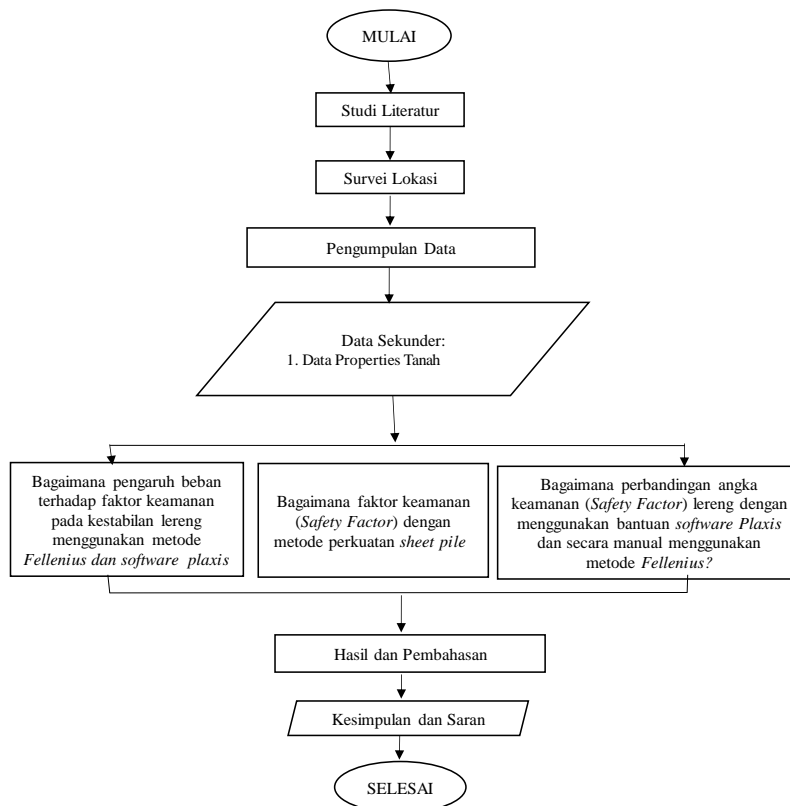 MULAI
Studi Literatur
Survei Lokasi
Pengumpulan Data
Data Sekunder:
1. Data Properties Tanah
Bagaimana pengaruh beban
terhadap faktor keamanan
pada kestabilan lereng
menggunakan metode
Fellenius dan software plaxis
Bagaimana faktor keamanan
(Safety Factor) dengan
metode perkuatan sheet pile
Bagaimana perbandingan angka
keamanan (Safety Factor) lereng dengan
menggunakan bantuan software Plaxis
dan secara manual menggunakan
metode Fellenius?
Hasil dan Pembahasan
Kesimpulan dan Saran
SELESAI